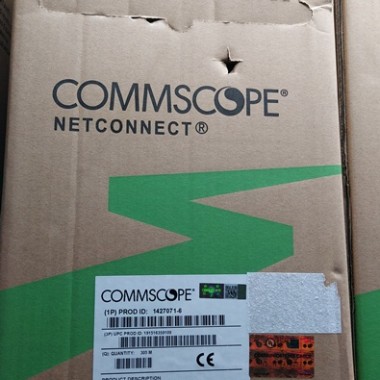 COMMSCOPE®
NETCONNECT®
COMMSCOPE®
(1P) PROD ID: 1427071-6
(Q) QUANTITY: 305 M
CE
PRODUCT DESCRIPTION